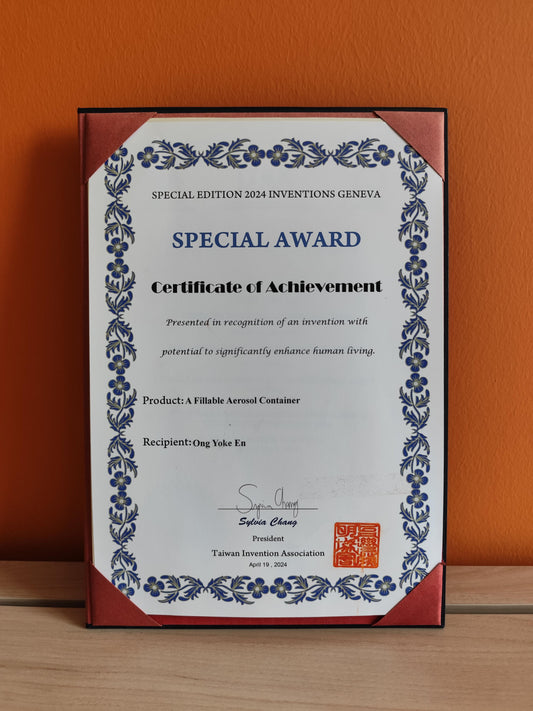 SPECIAL EDITION 2024 INVENTIONS GENEVA
SPECIAL AWARD
Certificate of Achievement
Presented in recognition of an invention with
potential to significantly enhance human living.
Product: A Fillable Aerosol Container
Recipient: Ong Yoke En
Sylvia Chang
Sylvia Chang
President
Taiwan Invention Association
April 19 , 2024